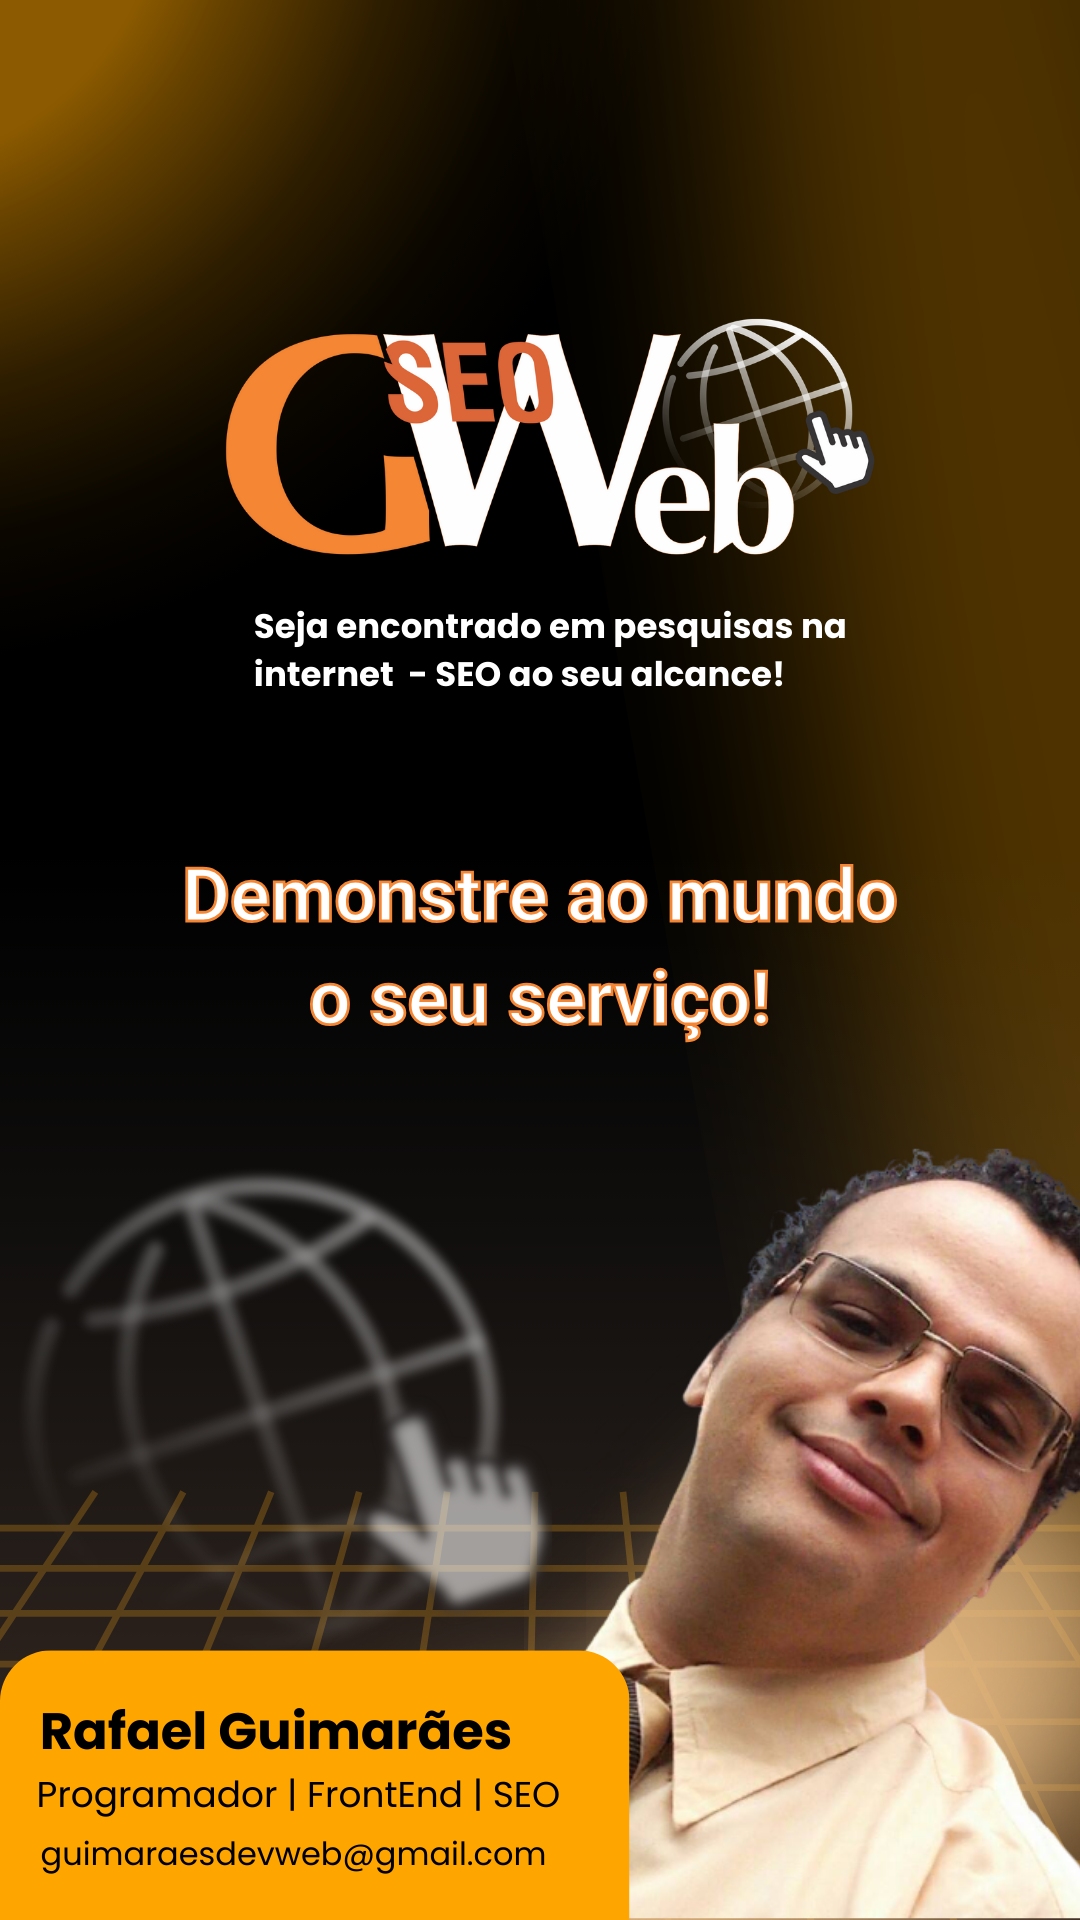 GWeb
SEO
Seja encontrado em pesquisas na
internet - SEO ao seu alcance!
Demonstre ao mundo
o seu serviço!
Rafael Guimarães
Programador | FrontEnd | SEO
guimaraesdevweb@gmail.com